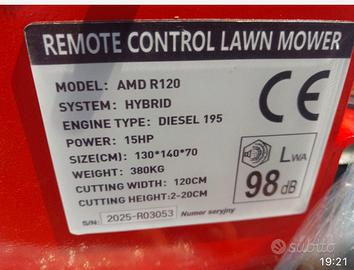 REMOTE CONTROL LAWN MOWER
MODEL: AMD R120
SYSTEM: HYBRID
ENGINE TYPE: DIESEL 195
POWER: 15HP
SIZE(CM): 130*140*70
WEIGHT: 380KG
CUTTING WIDTH: 120CM
CUTTING HEIGHT:2-20CM
S/N: 2025-R03053 Numer seryjny
CE
LWA
98 dB
subito
19:21